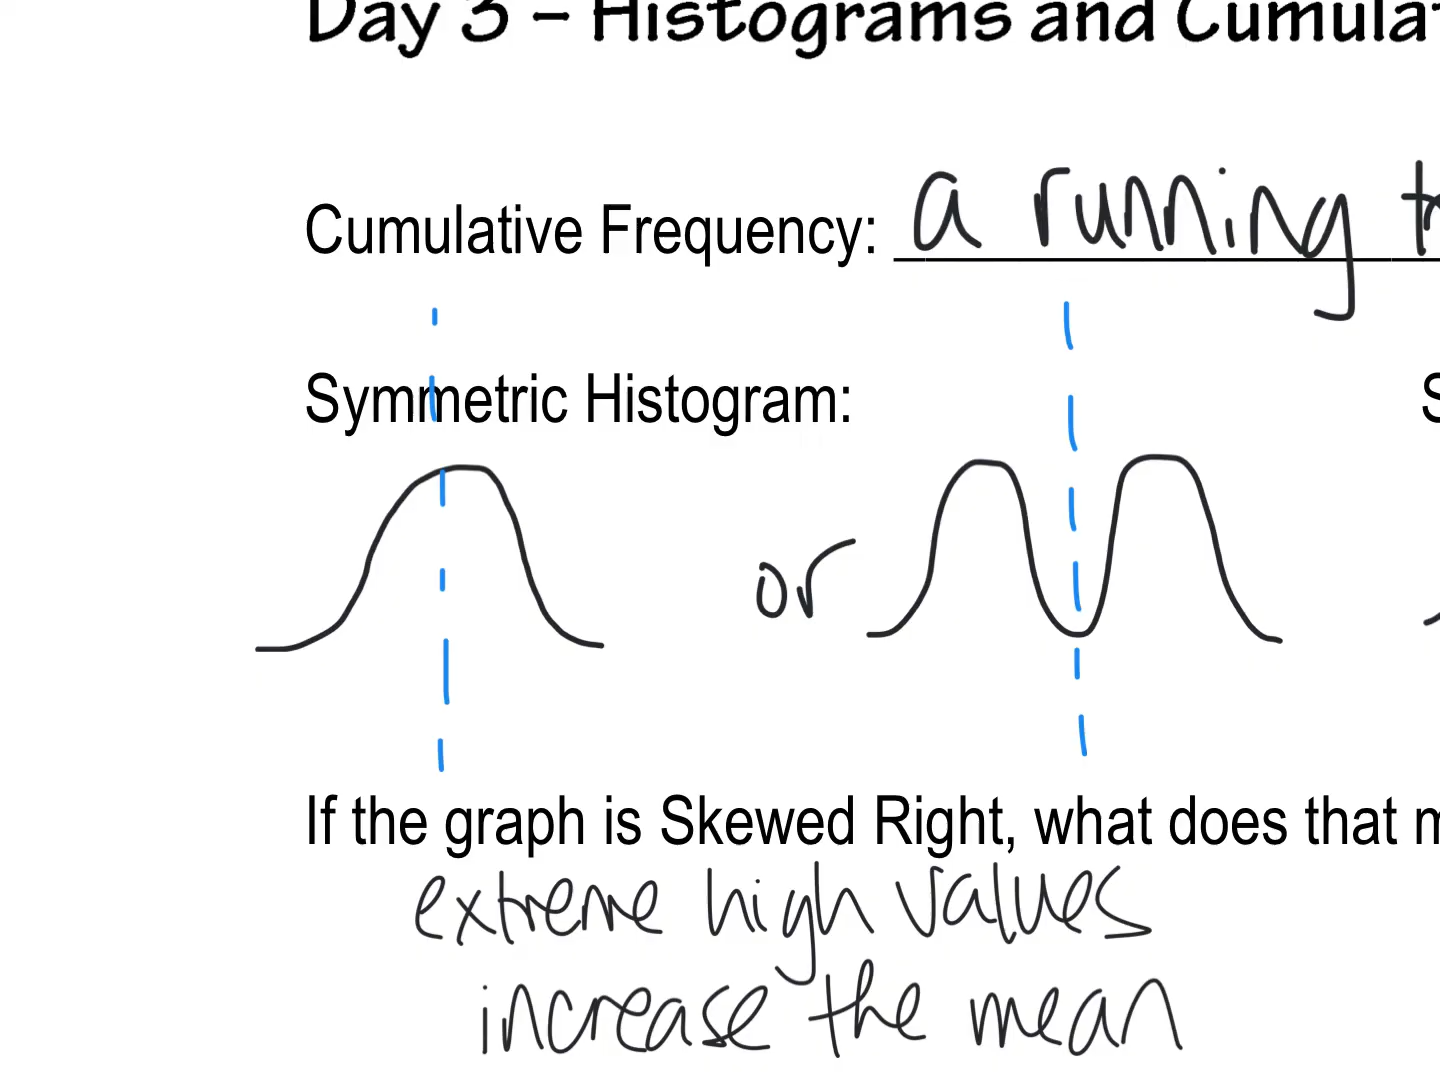 Day 3 – Histograms and
Cumulative Frequency: a running
Symmetric Histogram:
or
If the graph is Skewed Right, what does that
extreme high values
increase the mean